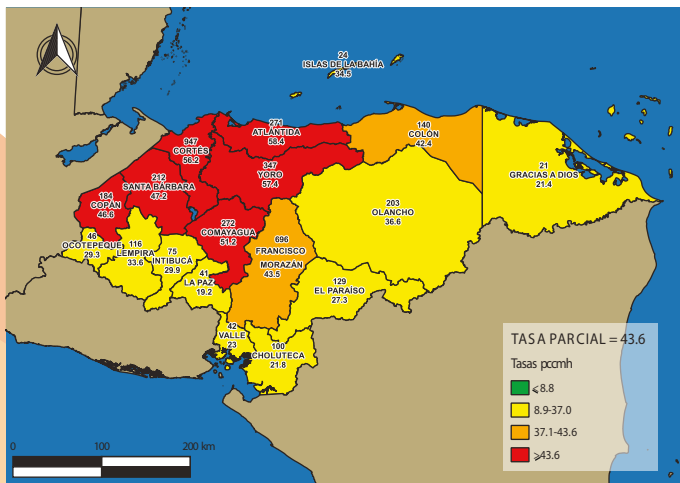 24
ISLAS DE LA BAHÍA
34.5
271
ATLÁNTIDA
58.4
140
COLÓN
42.4
947
CORTÉS
56.2
347
YORO
57.4
21
GRACIAS A DIOS
21.4
212
SANTA BÁRBARA
47.2
184
COPÁN
46.6
203
OLANCHO
36.6
272
COMAYAGUA
51.2
46
OCOTEPEQUE
29.3
116
LEMPIRA
33.6
75
INTIBUCÁ
29.9
696
FRANCISCO
MORAZÁN
43.5
41
LA PAZ
19.2
129
EL PARAÍSO
27.3
42
VALLE
23
100
CHOLUTECA
21.8
TASA PARCIAL = 43.6
Tasas pccmh
⩽8.8
8.9-37.0
37.1-43.6
⩾43.6
0 100 200 km